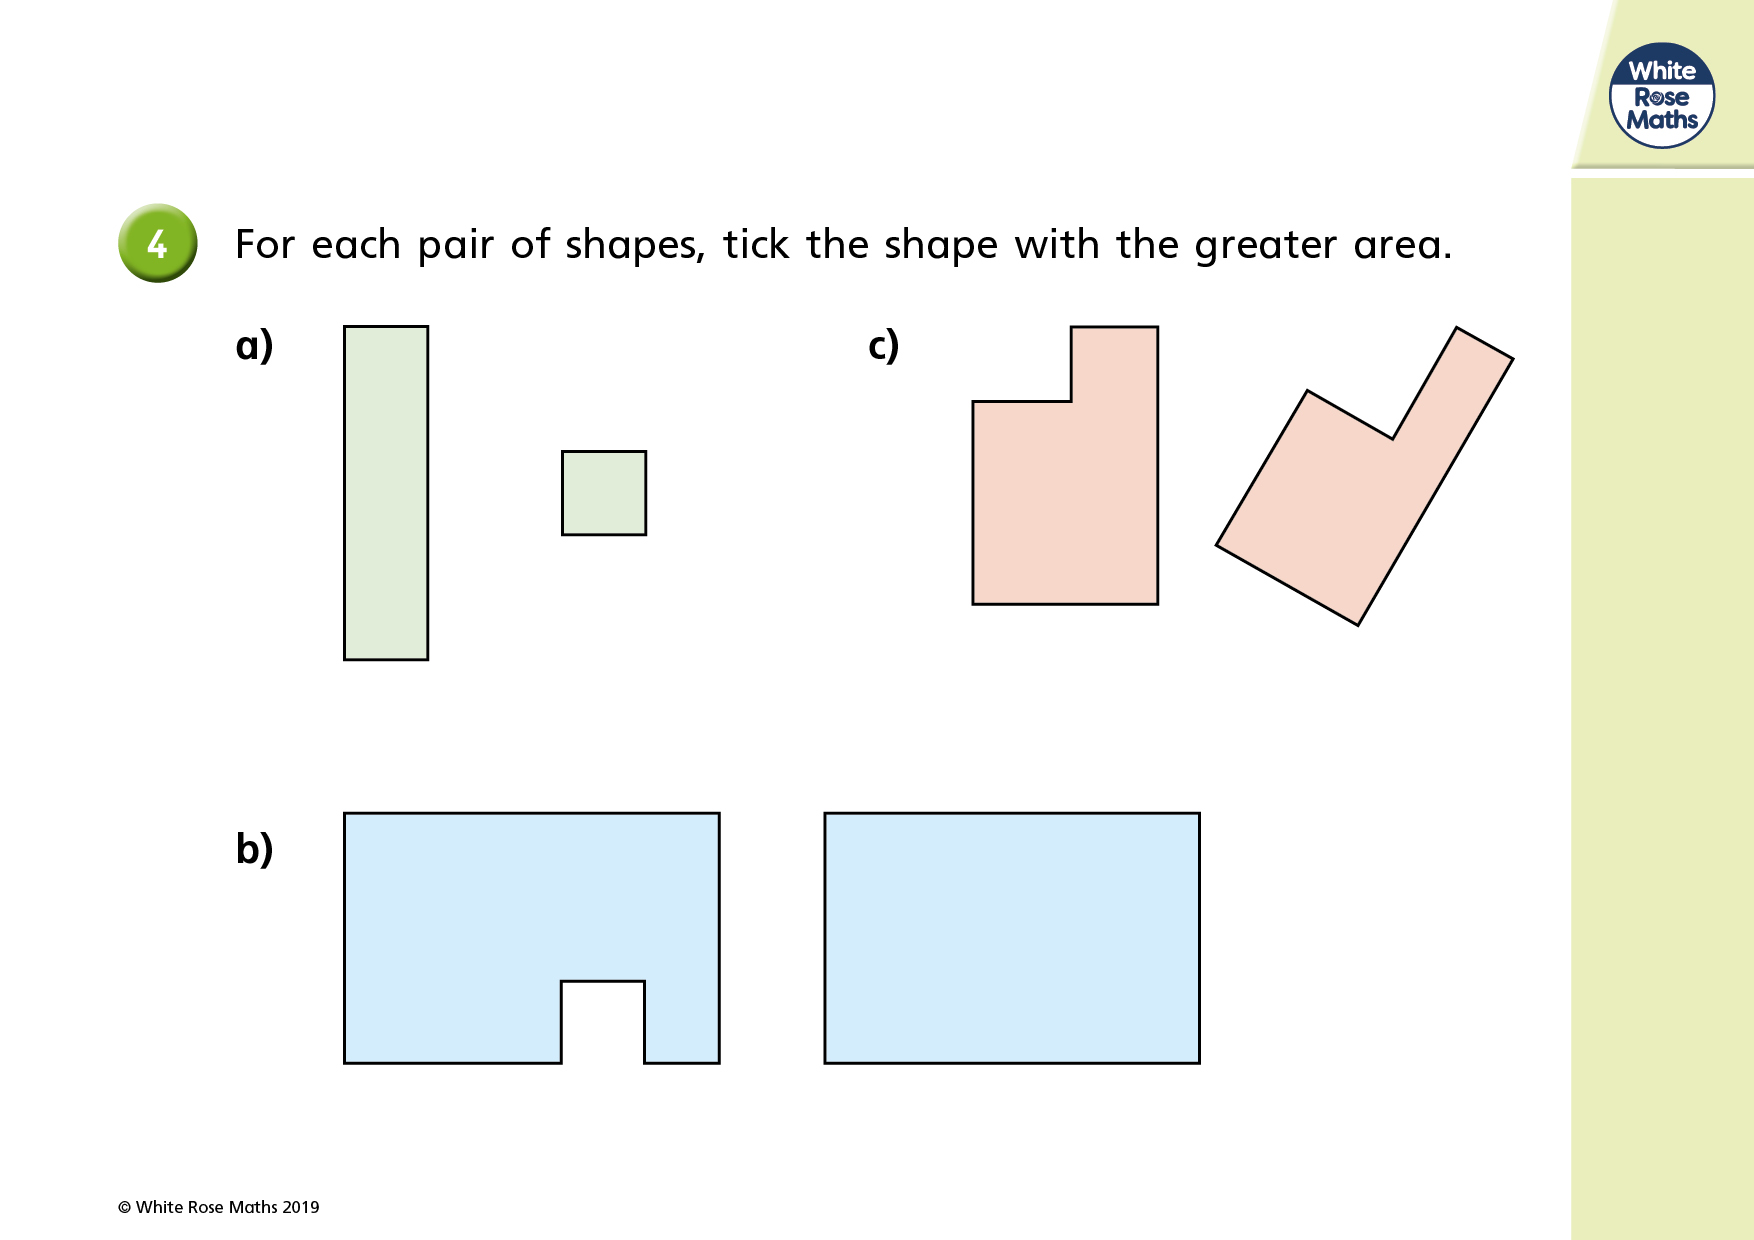 White
Rose
Maths
4 For each pair of shapes, tick the shape with the greater area.
a)
c)
b)
© White Rose Maths 2019